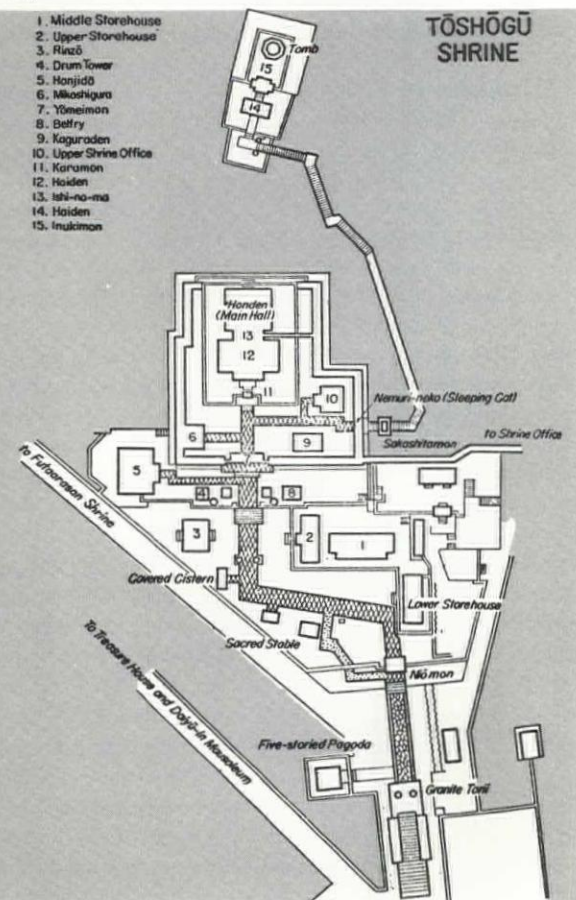 TŌSHŌGŪ
SHRINE
1. Middle Storehouse
2. Upper Storehouse
3. Rinzō
4. Drum Tower
5. Honjidō
6. Mikoshigura
7. Yōmeimon
8. Belfry
9. Kaguraden
10. Upper Shrine Office
11. Karamon
12. Haiden
13. Ishi-no-ma
14. Haiden
15. Inukimon
Tomb
15
14
Honden
(Main Hall)
13
12
11
10
Nemuri-neko (Sleeping Cat)
6
9
Sakashitamon
to Shrine Office
5
4
8
to Futaarasan Shrine
3
2
1
Covered Cistern
Lower Storehouse
Sacred Stable
Niōmon
To Treasure House and Daiyū-in Mausoleum
Five-storied Pagoda
Granite Torii